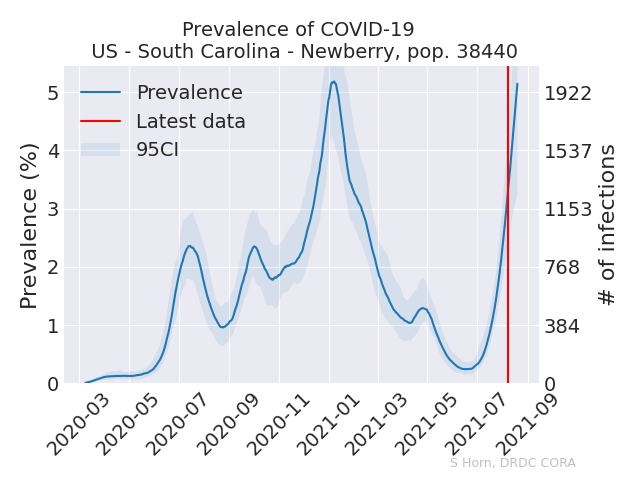 Prevalence of COVID-19
US - South Carolina - Newberry, pop. 38440
Prevalence
Latest data
95CI
Prevalence (%)
5
4
3
2
1
0
1922
1537
1153
768
384
0
# of infections
2020-03
2020-05
2020-07
2020-09
2020-11
2021-01
2021-03
2021-05
2021-07
2021-09
S Horn, DRDC CORA